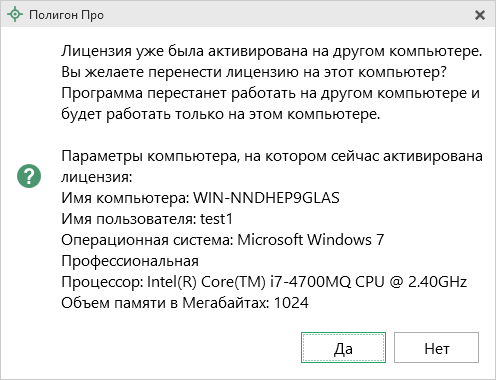 Полигон Про
Лицензия уже была активирована на другом компьютере.
Вы желаете перенести лицензию на этот компьютер?
Программа перестанет работать на другом компьютере и
будет работать только на этом компьютере.
Параметры компьютера, на котором сейчас активирована
лицензия:
Имя компьютера: WIN-NNDHEP9GLAS
Имя пользователя: test1
Операционная система: Microsoft Windows 7
Профессиональная
Процессор: Intel(R) Core(TM) i7-4700MQ CPU @ 2.40GHz
Объем памяти в Мегабайтах: 1024
Да
Нет